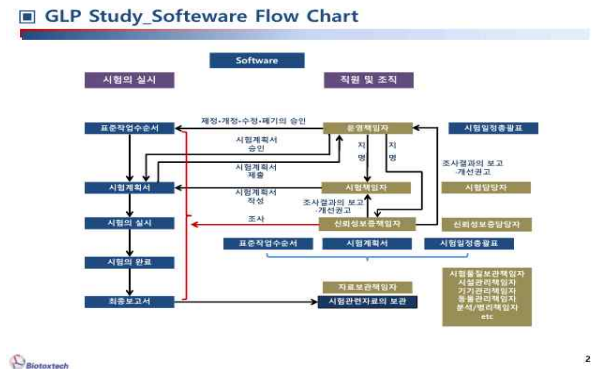 GLP Study_Softeware Flow Chart
Software
시험의 실시
직원 및 조직
제정·개정·수정·폐기의 승인
표준작업수순서
운영책임자
시험일정총괄표
시험계획서
승인
지
명
지
명
시험계획서
제출
조사결과의 보고
·개선권고
시험계획서
시험책임자
시험담당자
시험계획서
작성
조사결과의 보고
·개선권고
시험의 실시
조사
신뢰성보증책임자
신뢰성보증담당자
표준작업수순서
시험계획서
시험일정총괄표
시험의 완료
시험물질보관책임자
시설관리책임자
기기관리책임자
동물관리책임자
분석/병리책임자
etc
자료보관책임자
최종보고서
시험관련자료의 보관
Biotoxtech
2